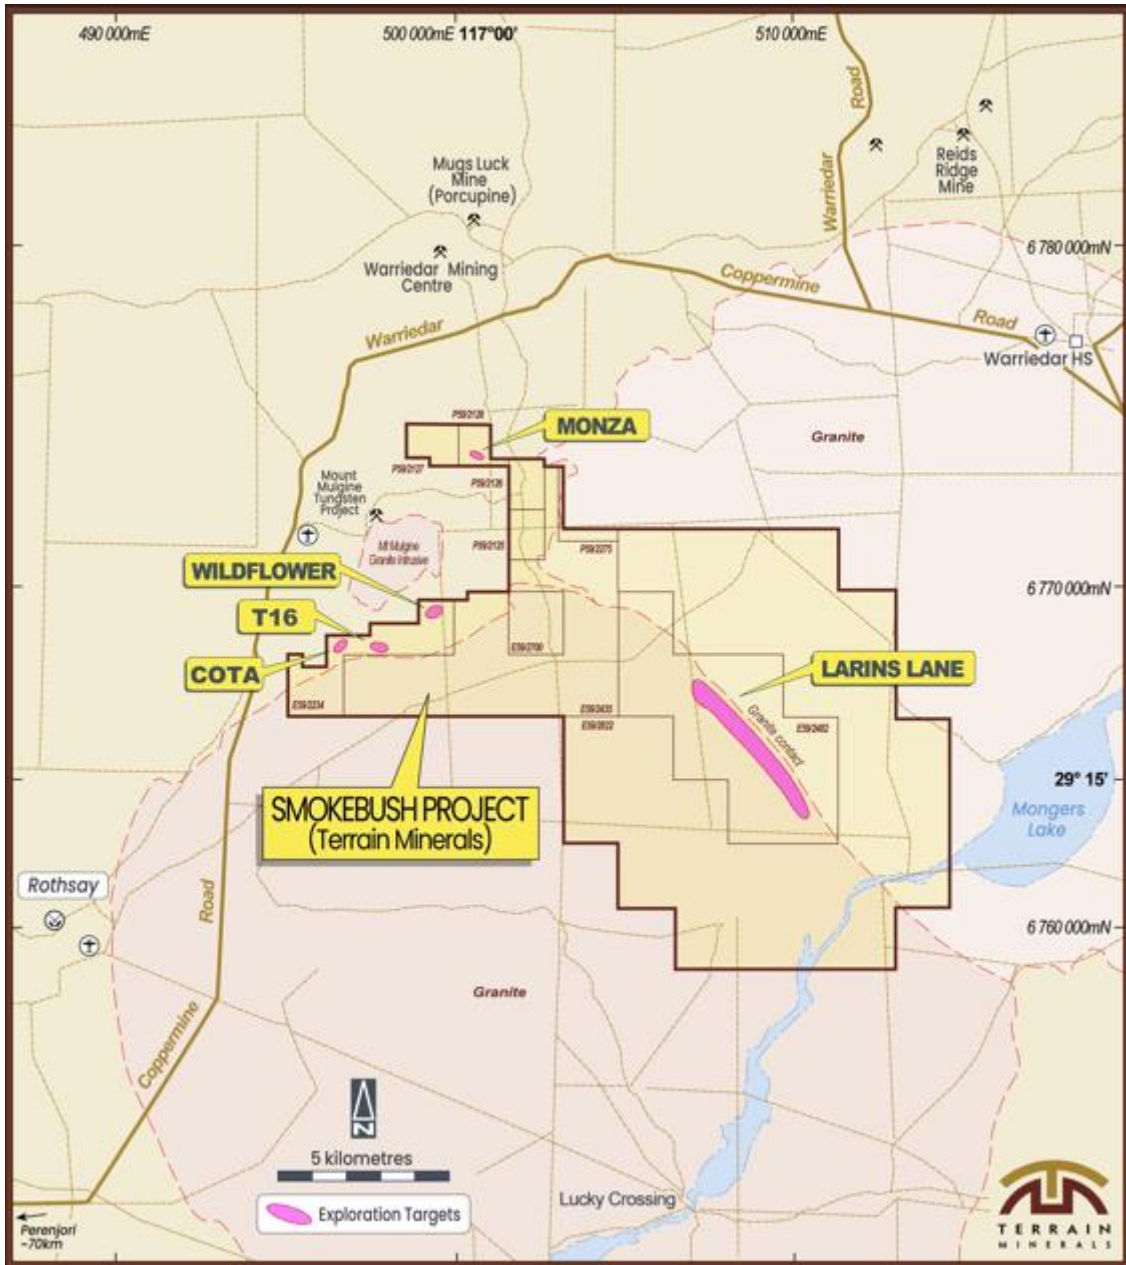 490 000mE
500 000mE 117°00'
510 000mE
Road
Warriedar
Reids
Ridge
Mine
Mugs Luck
Mine
(Porcupine)
6 780 000mN
Warriedar Mining
Centre
Coppermine
Road
Warriedar
Warriedar HS
P59/2128
MONZA
Granite
P59/2127
P59/2126
Mount
Mulgine
Tungsten
Project
P59/2125
P59/2275
Mt Mulgine
Granite Intrusive
WILDFLOWER
6 770 000mN
T16
E59/2700
COTA
LARINS LANE
E59/2234
E59/2435
E59/2482
Granite contact
29° 15'
SMOKEBUSH PROJECT
(Terrain Minerals)
Mongers
Lake
Rothsay
Road
6 760 000mN
Granite
Coppermine
N
5 kilometres
Lucky Crossing
Exploration Targets
Perenjori
~70km
TERRAIN
MINERALS